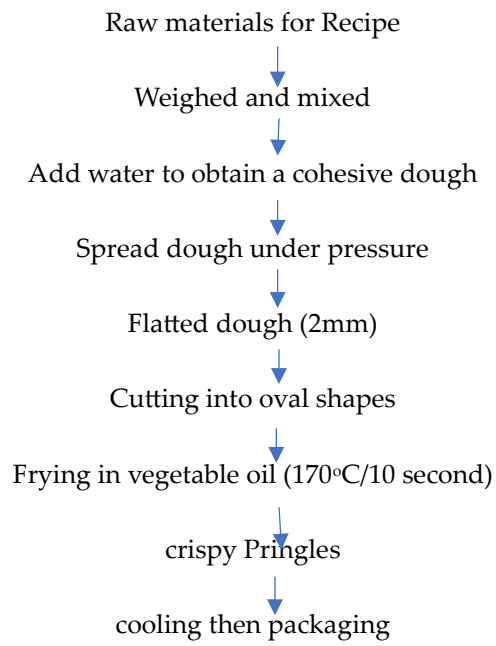 Raw materials for Recipe
Weighed and mixed
Add water to obtain a cohesive dough
Spread dough under pressure
Flatted dough (2mm)
Cutting into oval shapes
Frying in vegetable oil (170ºC/10 second)
crispy Pringles
cooling then packaging